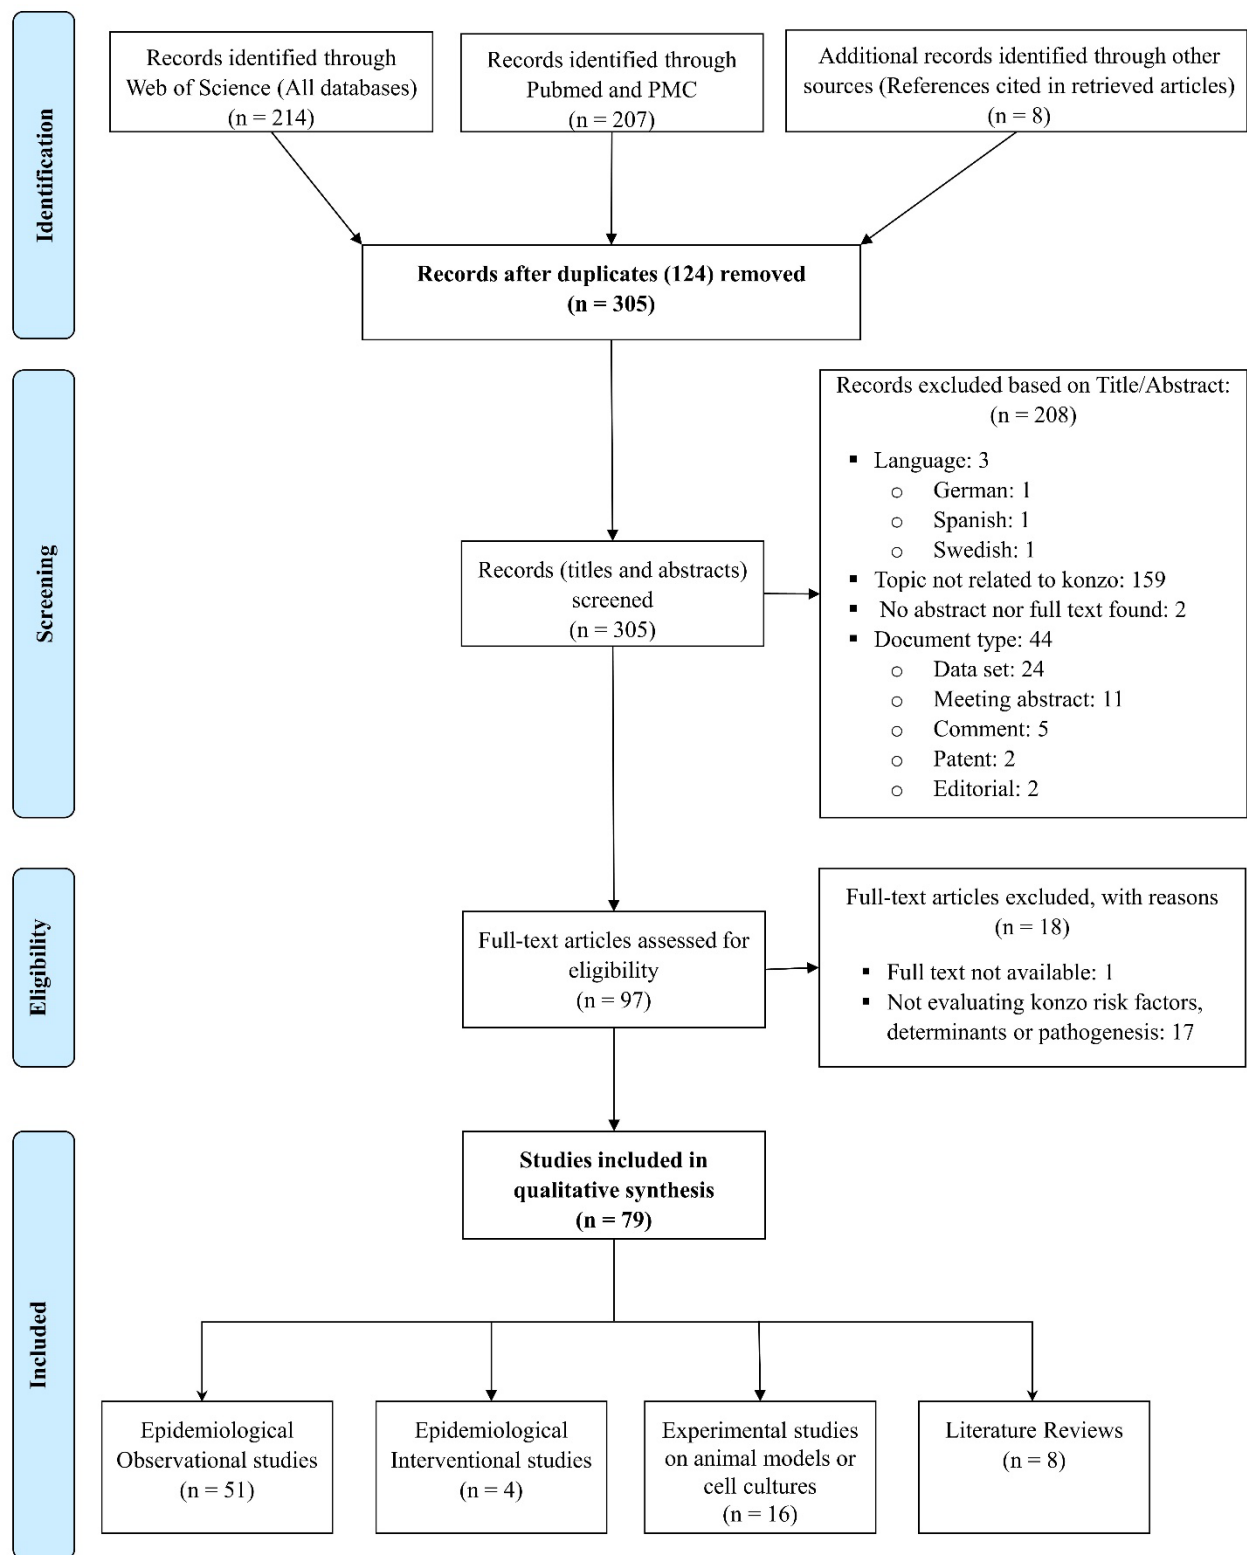 Identification
Records identified through
Web of Science (All databases)
(n = 214)
Records identified through
Pubmed and PMC
(n = 207)
Additional records identified through other
sources (References cited in retrieved articles)
(n = 8)
Records after duplicates (124) removed
(n = 305)
Screening
Records (titles and abstracts)
screened
(n = 305)
Records excluded based on Title/Abstract:
(n = 208)
▪ Language: 3
o German: 1
o Spanish: 1
o Swedish: 1
▪ Topic not related to konzo: 159
▪ No abstract nor full text found: 2
▪ Document type: 44
o Data set: 24
o Meeting abstract: 11
o Comment: 5
o Patent: 2
o Editorial: 2
Eligibility
Full-text articles assessed for
eligibility
(n = 97)
Full-text articles excluded, with reasons
(n = 18)
▪ Full text not available: 1
▪ Not evaluating konzo risk factors,
determinants or pathogenesis: 17
Included
Studies included in
qualitative synthesis
(n = 79)
Epidemiological
Observational studies
(n = 51)
Epidemiological
Interventional studies
(n = 4)
Experimental studies
on animal models or
cell cultures
(n = 16)
Literature Reviews
(n = 8)